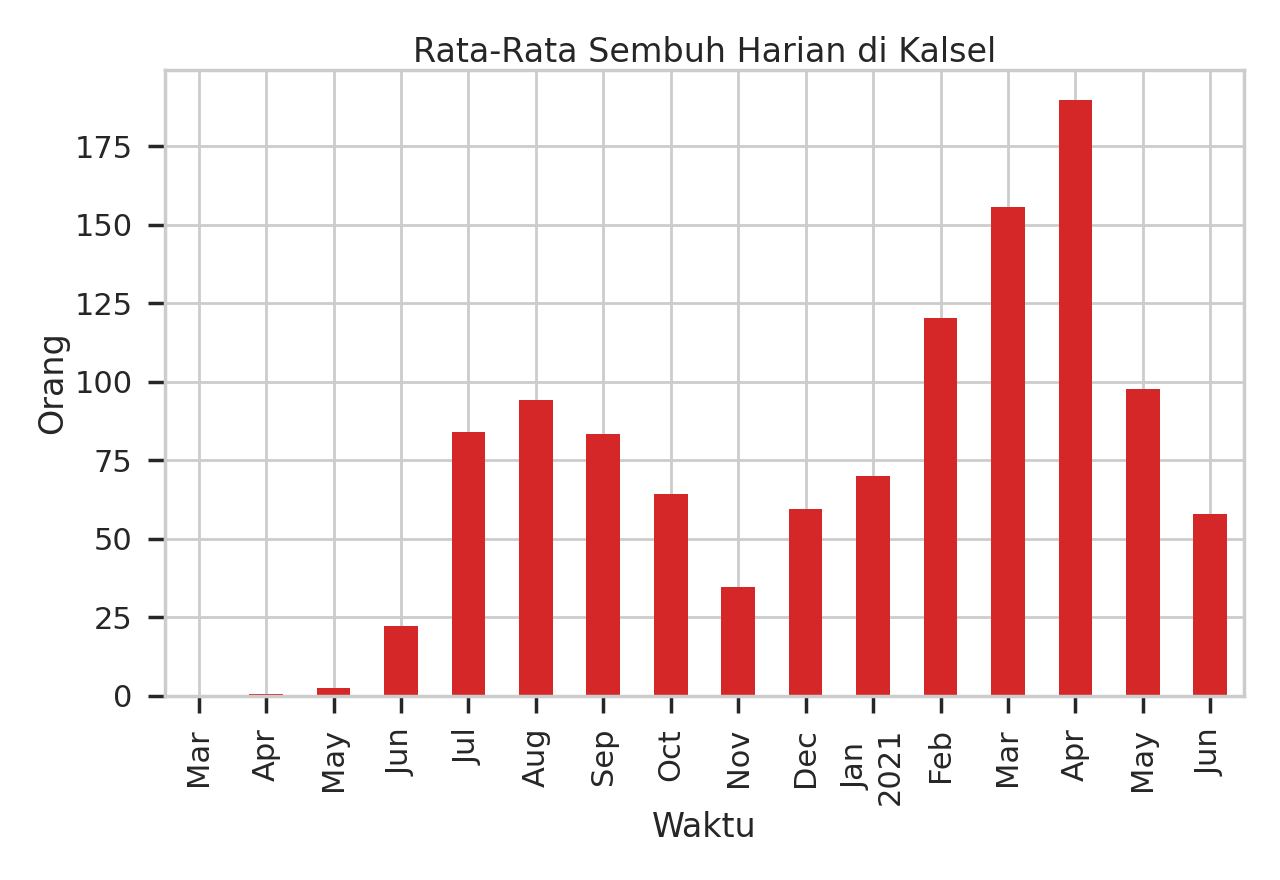 Rata-Rata Sembuh Harian di Kalsel
175
150
125
100
75
50
25
0
Orang
Mar
Apr
May
Jun
Jul
Aug
Sep
Oct
Nov
Dec
Jan
2021
Feb
Mar
Apr
May
Jun
Waktu